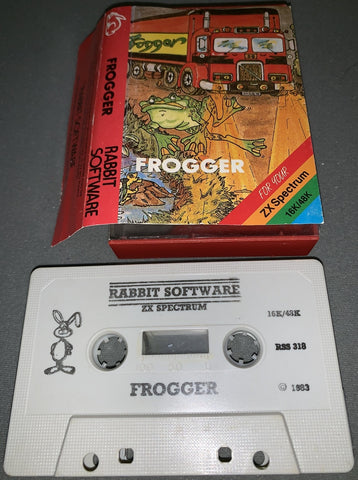 FROGGER
RABBIT
SOFTWARE
FROGGER
FOR YOUR
ZX Spectrum
16K/48K
RABBIT SOFTWARE
ZX SPECTRUM
16K/48K
RSS 318
FROGGER
© 1983